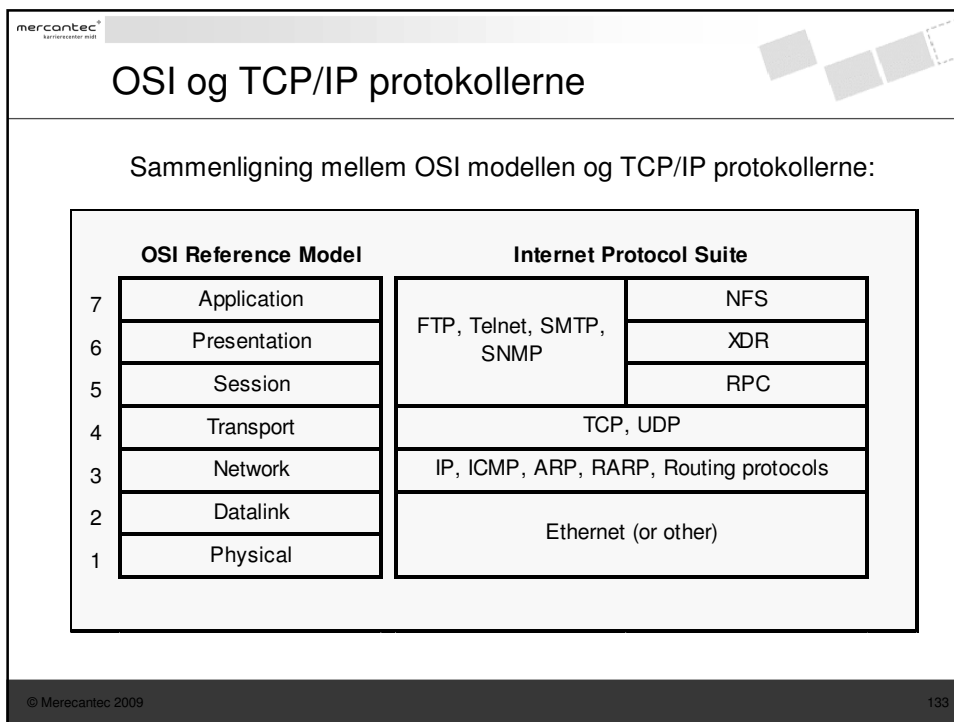 mercantec+
karrierecenter midt
OSI og TCP/IP protokollerne
Sammenligning mellem OSI modellen og TCP/IP protokollerne:
OSI Reference Model
Internet Protocol Suite
7
Application
6
Presentation
5
Session
4
Transport
3
Network
2
Datalink
1
Physical
FTP, Telnet, SMTP,
SNMP
NFS
XDR
RPC
TCP, UDP
IP, ICMP, ARP, RARP, Routing protocols
Ethernet (or other)
© Merecantec 2009
133